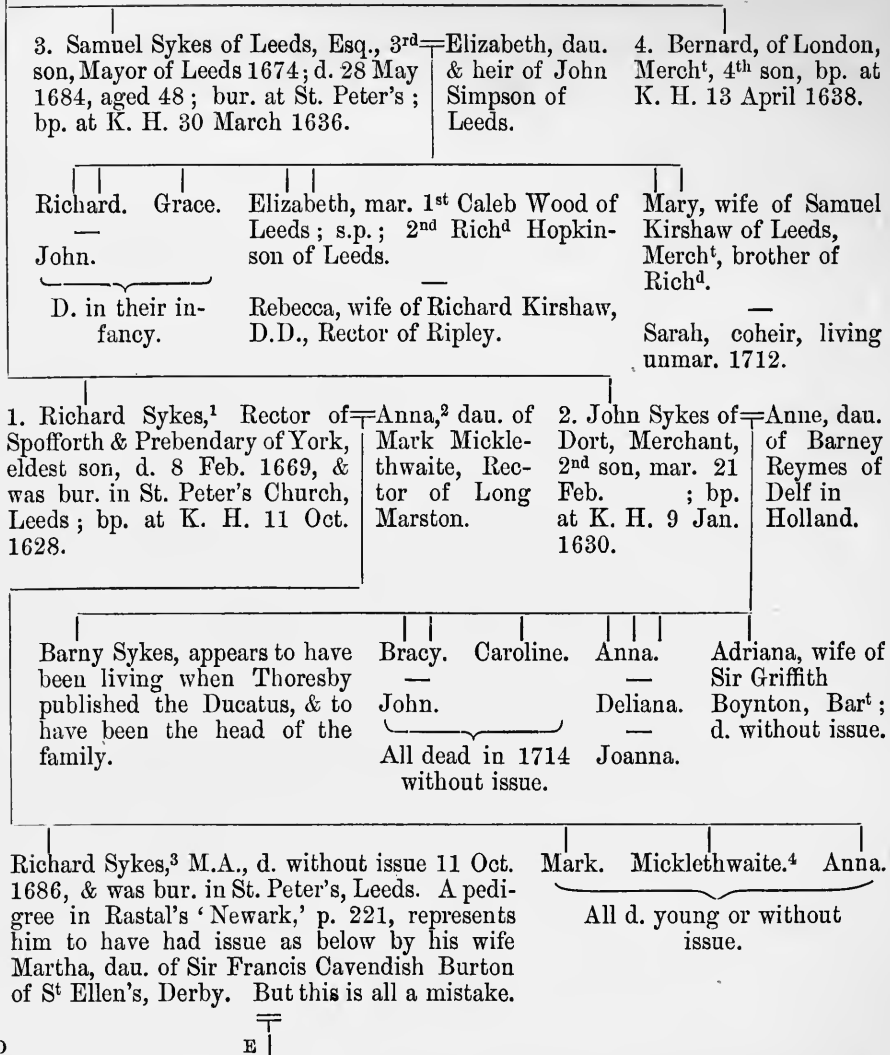 3. Samuel Sykes of Leeds, Esq., 3rd
son, Mayor of Leeds 1674; d. 28 May
1684, aged 48; bur. at St. Peter's;
bp. at K. H. 30 March 1636.
Elizabeth, dau.
& heir of John
Simpson of
Leeds.
4. Bernard, of London,
Mercht, 4th son, bp. at
K. H. 13 April 1638.
Richard.
—
John.
Grace.
D. in their in-
fancy.
Elizabeth, mar. 1st Caleb Wood of
Leeds; s.p.; 2nd Richd Hopkin-
son of Leeds.
—
Rebecca, wife of Richard Kirshaw,
D.D., Rector of Ripley.
Mary, wife of Samuel
Kirshaw of Leeds,
Mercht, brother of
Richd.
—
Sarah, coheir, living
unmar. 1712.
1. Richard Sykes,1 Rector of
Spofforth & Prebendary of York,
eldest son, d. 8 Feb. 1669, &
was bur. in St. Peter's Church,
Leeds; bp. at K. H. 11 Oct.
1628.
Anna,2 dau. of
Mark Mickle-
thwaite, Rec-
tor of Long
Marston.
2. John Sykes of
Dort, Merchant,
2nd son, mar. 21
Feb. ; bp.
at K. H. 9 Jan.
1630.
Anne, dau.
of Barney
Reymes of
Delf in
Holland.
Barny Sykes, appears to have
been living when Thoresby
published the Ducatus, & to
have been the head of the
family.
Bracy.
—
John.
Caroline.
All dead in 1714
without issue.
Anna.
—
Deliana.
—
Joanna.
Adriana, wife of
Sir Griffith
Boynton, Bart;
d. without issue.
Richard Sykes,3 M.A., d. without issue 11 Oct.
1686, & was bur. in St. Peter's, Leeds. A pedi-
gree in Rastal's ‘Newark,’ p. 221, represents
him to have had issue as below by his wife
Martha, dau. of Sir Francis Cavendish Burton
of St Ellen's, Derby. But this is all a mistake.
Mark. Micklethwaite.4 Anna.
All d. young or without
issue.
E